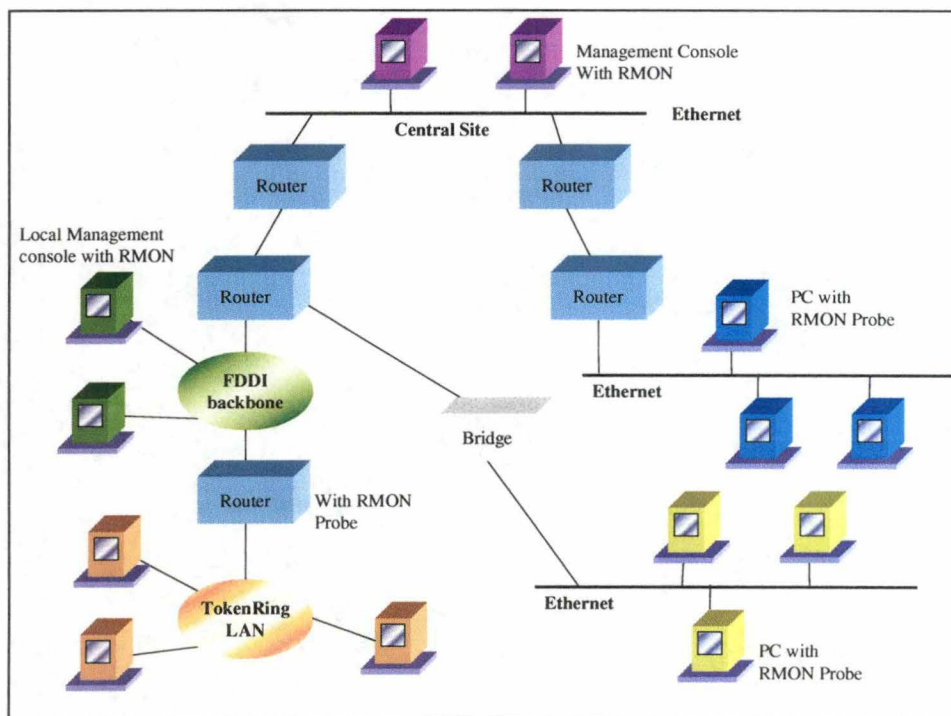 Management Console
With RMON
Ethernet
Central Site
Router
Router
Local Management
console with RMON
Router
Router
PC with
RMON Probe
FDDI
backbone
Ethernet
Bridge
Router
With RMON
Probe
TokenRing
LAN
Ethernet
PC with
RMON Probe